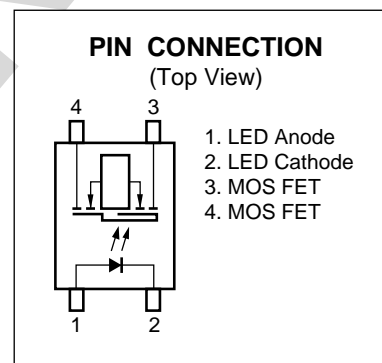 PIN CONNECTION
(Top View)
4 3
1. LED Anode
2. LED Cathode
3. MOS FET
4. MOS FET
1 2